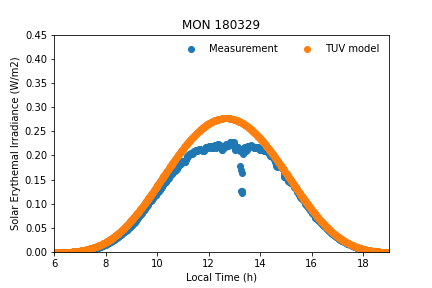 MON 180329
Measurement
TUV model
Solar Erythemal Irradiance (W/m2)
0.45
0.40
0.35
0.30
0.25
0.20
0.15
0.10
0.05
0.00
6 8 10 12 14 16 18
Local Time (h)